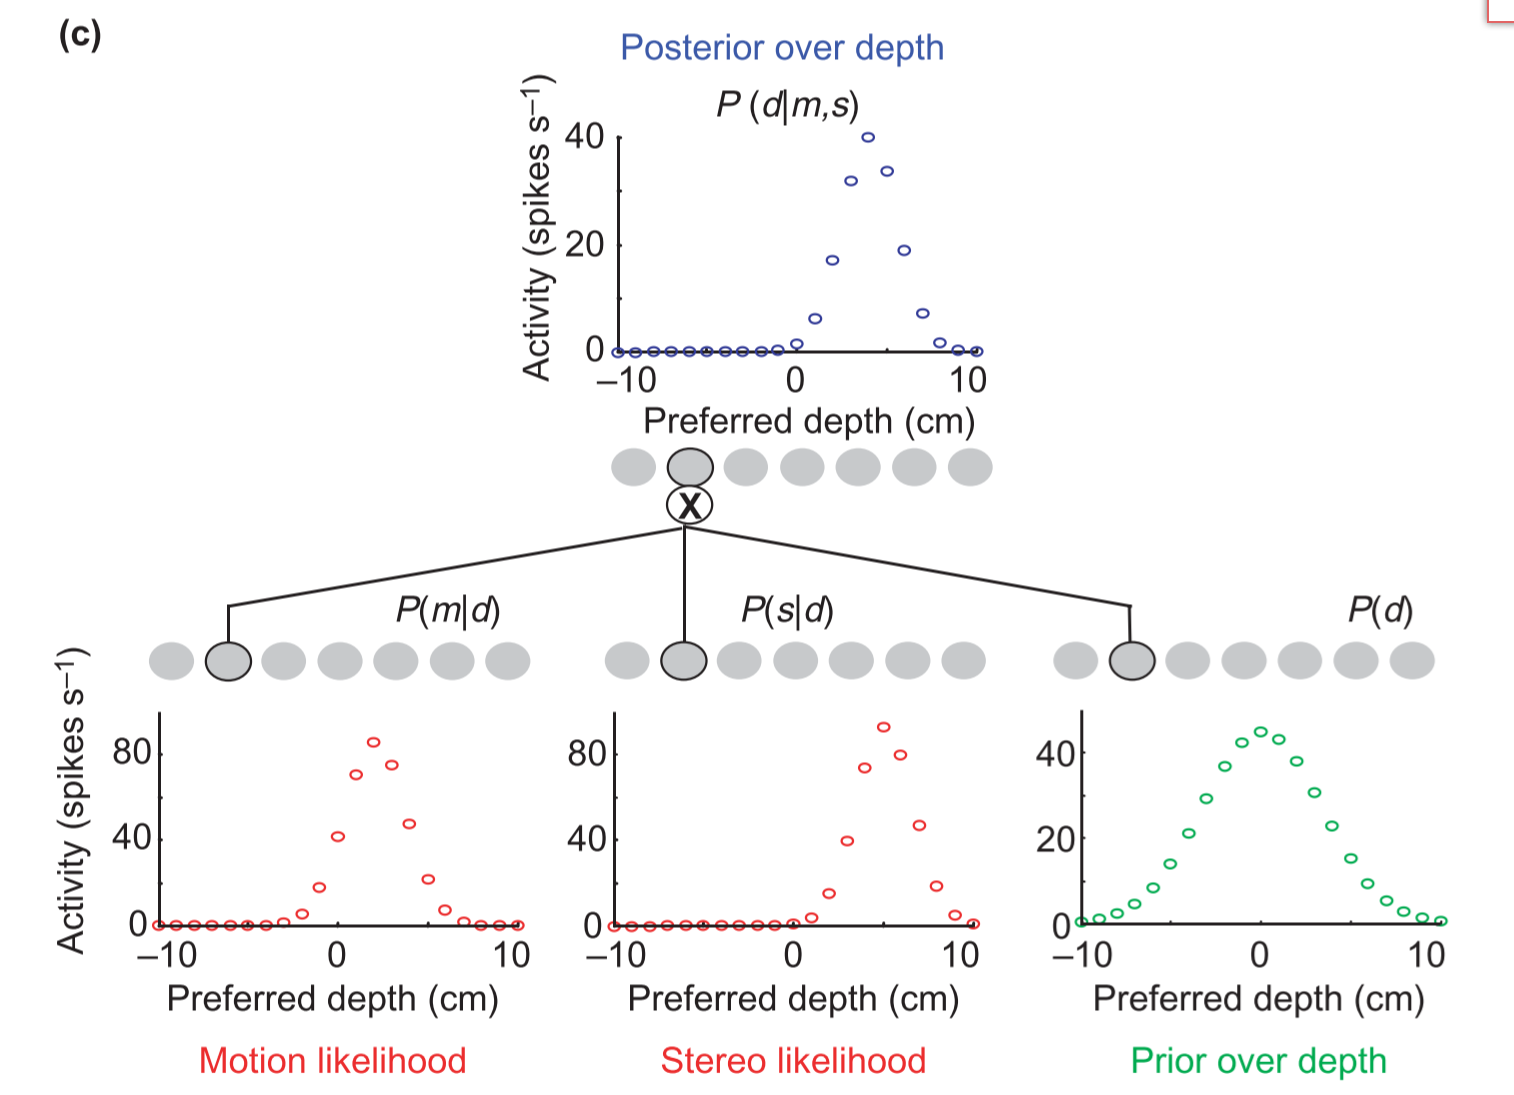 (c)
Posterior over depth
P (d|m,s)
Activity (spikes s⁻¹)
40
20
0
–10 0 10
Preferred depth (cm)
X
P(m|d) P(s|d) P(d)
Activity (spikes s⁻¹)
80
40
0
–10 0 10
Preferred depth (cm)
Motion likelihood
80
40
0
–10 0 10
Preferred depth (cm)
Stereo likelihood
40
20
0
–10 0 10
Preferred depth (cm)
Prior over depth